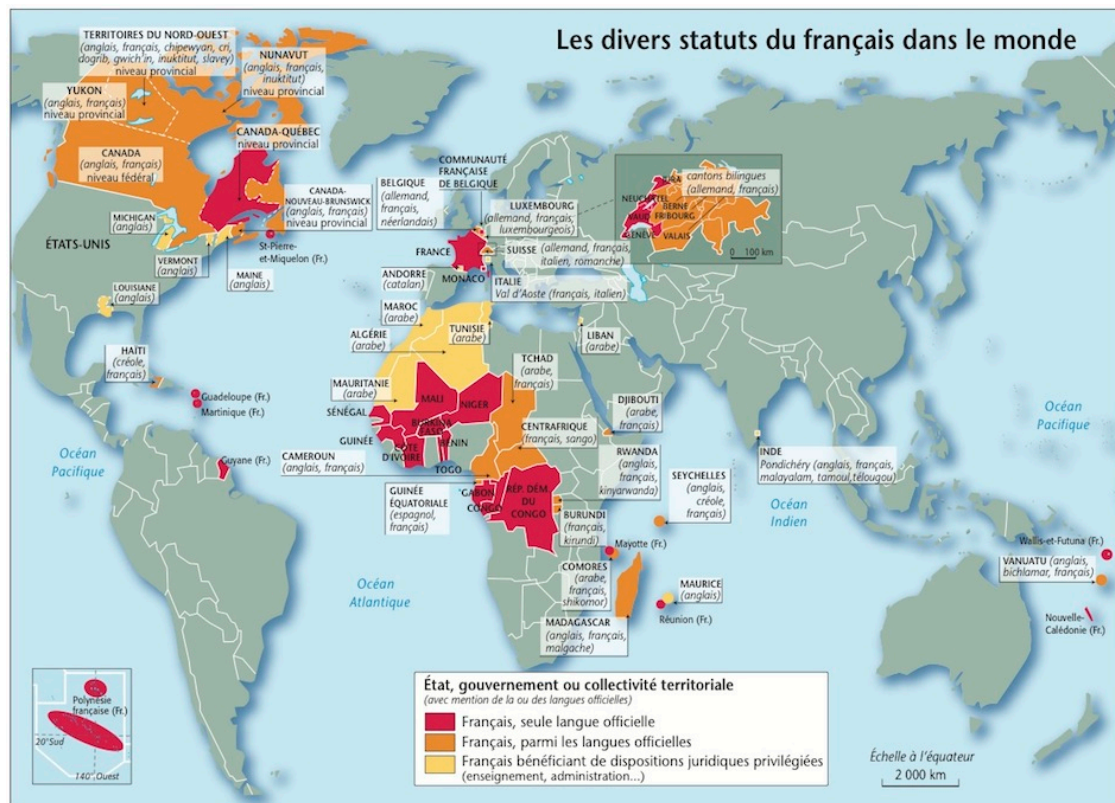 Les divers statuts du français dans le monde
TERRITOIRES DU NORD-OUEST
(anglais, français, chipewyan, cri,
dogrib, gwich'in, inuktitut, slavey)
niveau provincial
NUNAVUT
(anglais, français,
inuktitut)
niveau provincial
YUKON
(anglais, français)
niveau provincial
CANADA-QUÉBEC
niveau provincial
CANADA
(anglais, français)
niveau fédéral
CANADA-
NOUVEAU-BRUNSWICK
(anglais, français)
niveau provincial
MICHIGAN
(anglais)
ÉTATS-UNIS
VERMONT
(anglais)
MAINE
(anglais)
St-Pierre-
et-Miquelon (Fr.)
LOUISIANE
(anglais)
HAÏTI
(créole,
français)
Guadeloupe (Fr.)
Martinique (Fr.)
Guyane (Fr.)
Océan
Pacifique
COMMUNAUTÉ
FRANÇAISE
DE BELGIQUE
BELGIQUE
(allemand,
français,
néerlandais)
LUXEMBOURG
(allemand, français,
luxembourgeois)
FRANCE
SUISSE (allemand, français,
italien, romanche)
MONACO
ANDORRE
(catalan)
ITALIE
Val d'Aoste (français, italien)
JURA
cantons bilingues
(allemand, français)
NEUCHÂTEL
BERNE
VAUD
FRIBOURG
GENÈVE
VALAIS
0 100 km
MAROC
(arabe)
ALGÉRIE
(arabe)
TUNISIE
(arabe)
LIBAN
(arabe)
MAURITANIE
(arabe)
TCHAD
(arabe,
français)
MALI
NIGER
SÉNÉGAL
BURKINA
FASO
GUINÉE
CÔTE
D'IVOIRE
BÉNIN
TOGO
CENTRAFRIQUE
(français, sango)
DJIBOUTI
(arabe,
français)
CAMEROUN
(anglais, français)
GUINÉE
ÉQUATORIALE
(espagnol,
français)
GABON
CONGO
RÉP. DÉM.
DU
CONGO
RWANDA
(anglais,
français,
kinyarwanda)
BURUNDI
(français,
kirundi)
SEYCHELLES
(anglais,
créole,
français)
Mayotte (Fr.)
COMORES
(arabe,
français,
shikomor)
MADAGASCAR
(anglais, français,
malgache)
MAURICE
(anglais)
Réunion (Fr.)
INDE
Pondichéry (anglais, français,
malayalam, tamoul, télougou)
Océan
Indien
Océan
Pacifique
Océan
Atlantique
Wallis-et-Futuna (Fr.)
VANUATU (anglais,
bichlamar, français)
Nouvelle-
Calédonie (Fr.)
Polynésie
française (Fr.)
20°Sud
140°Ouest
État, gouvernement ou collectivité territoriale
(avec mention de la ou des langues officielles)
Français, seule langue officielle
Français, parmi les langues officielles
Français bénéficiant de dispositions juridiques privilégiées
(enseignement, administration...)
Échelle à l'équateur
2 000 km